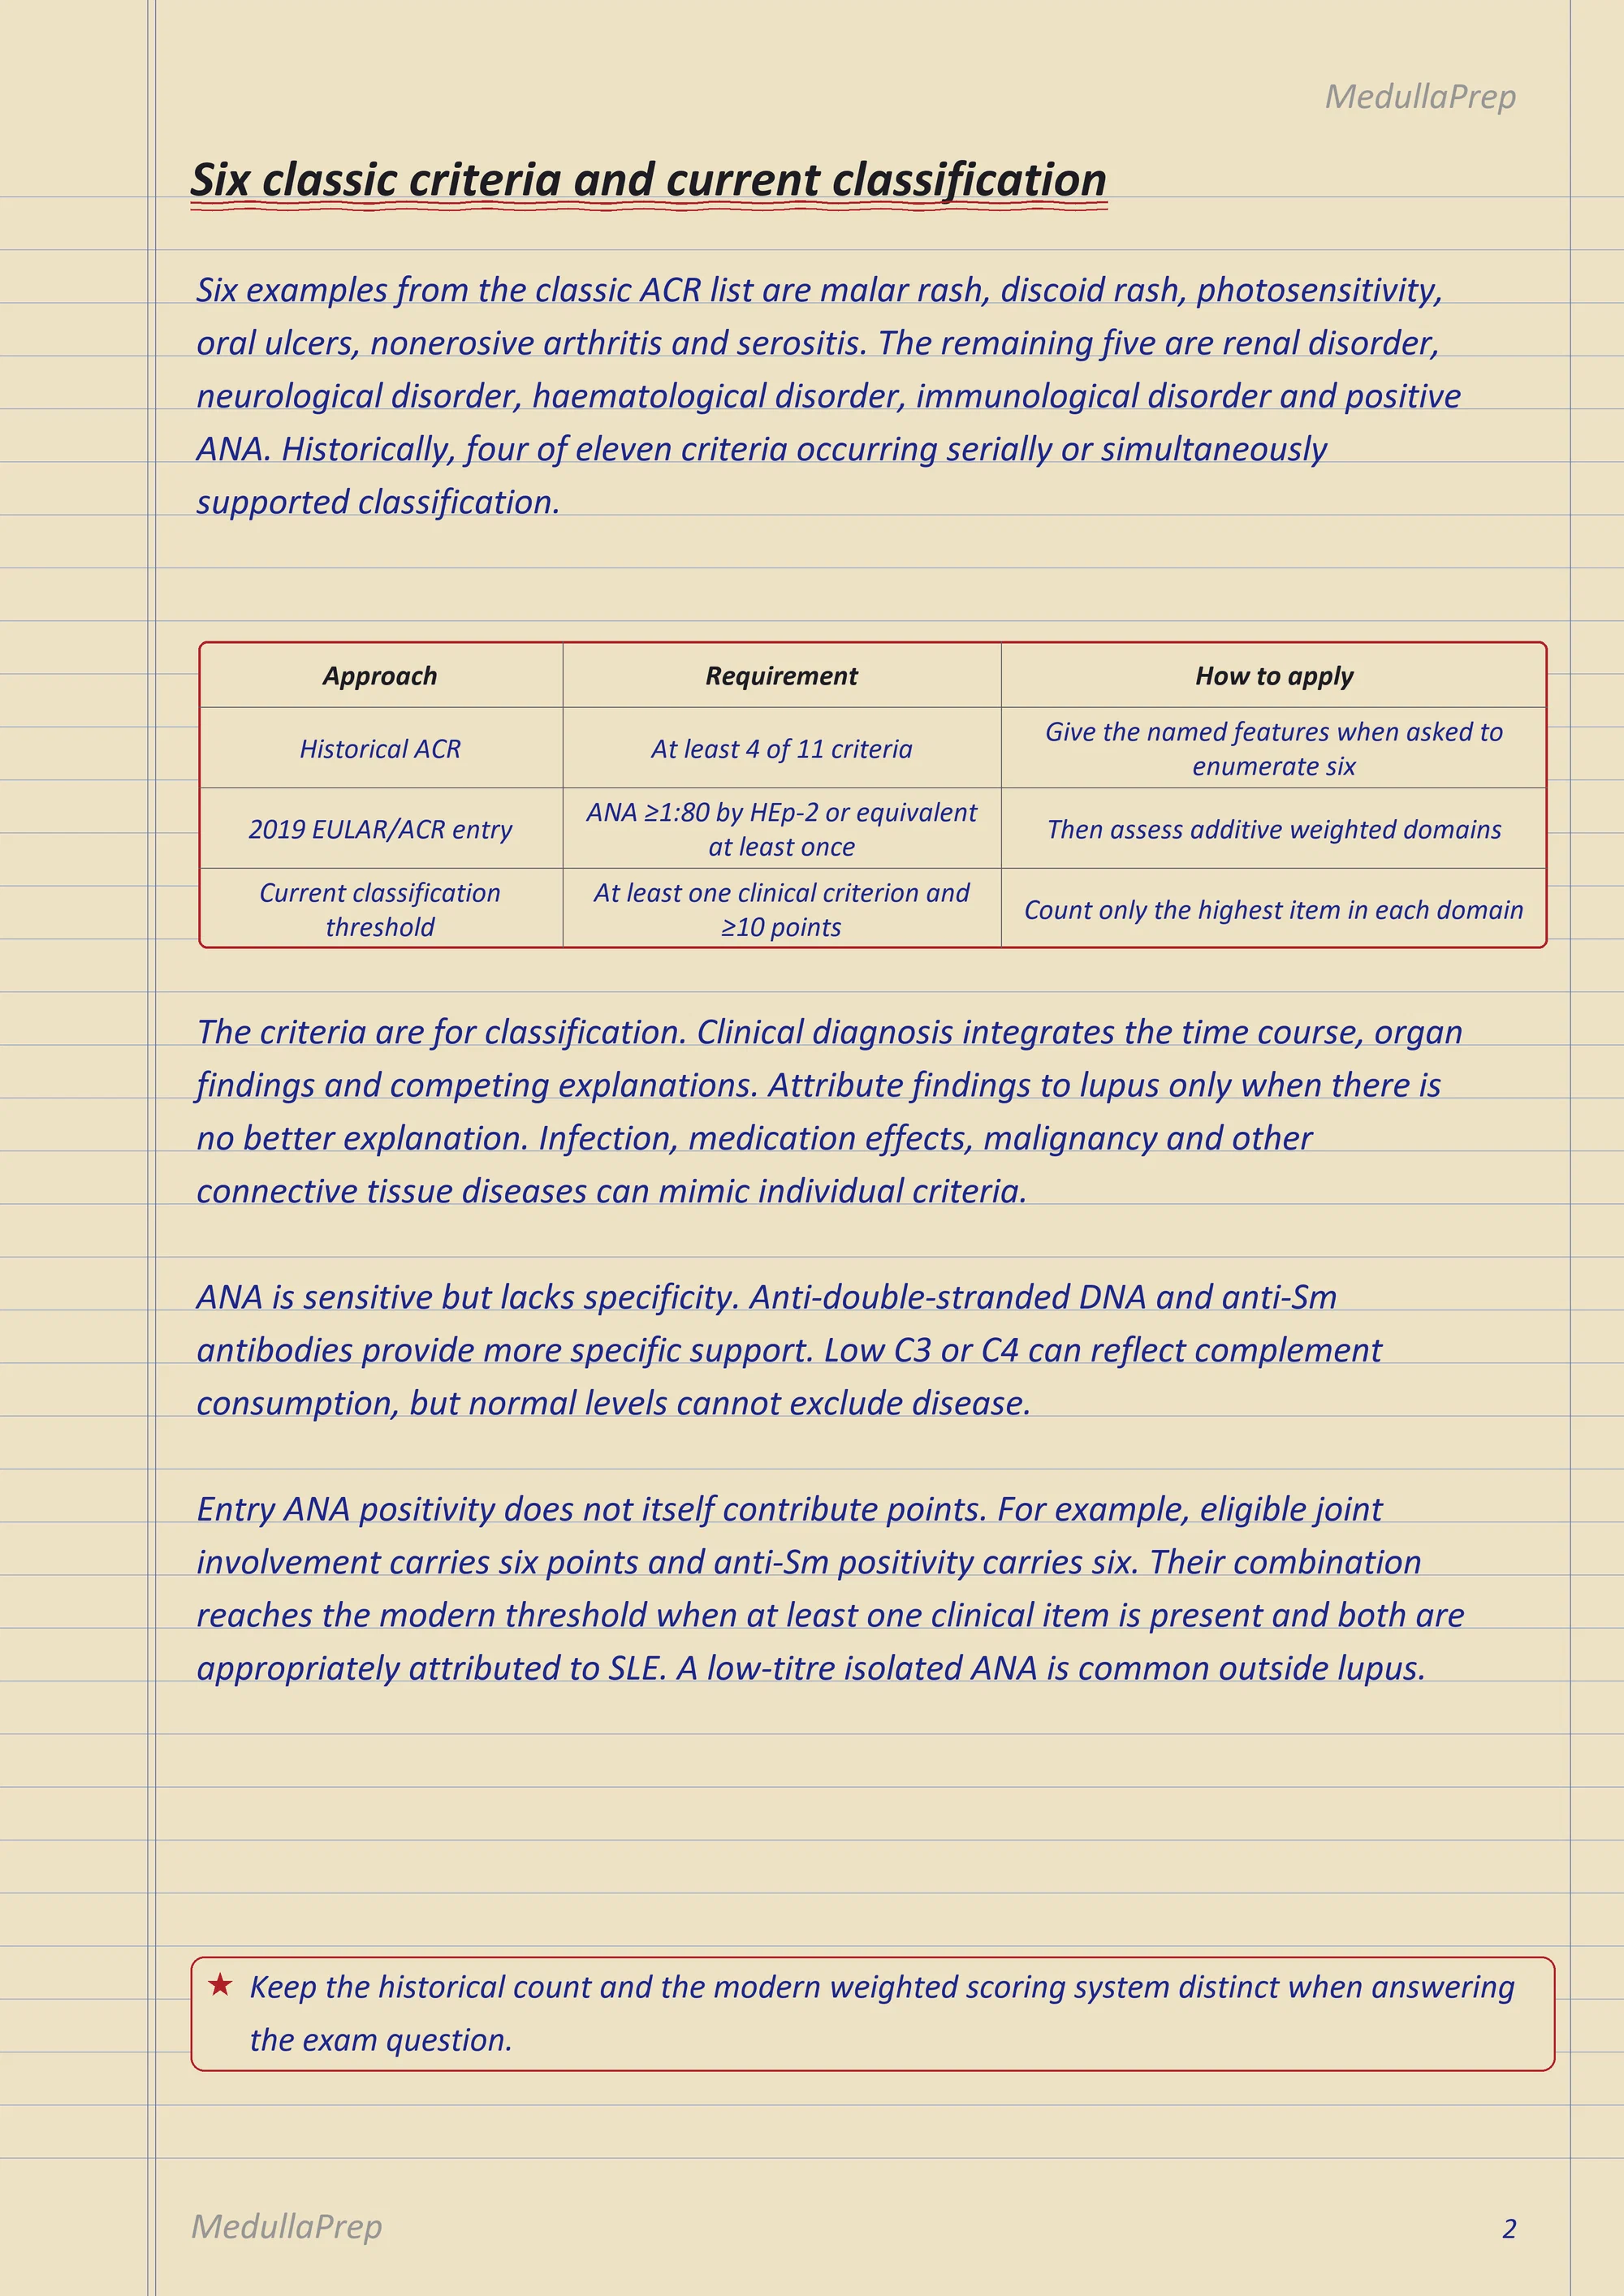 MedullaPrep
Six classic criteria and current classification
Six examples from the classic ACR list are malar rash, discoid rash, photosensitivity,
oral ulcers, nonerosive arthritis and serositis. The remaining five are renal disorder,
neurological disorder, haematological disorder, immunological disorder and positive
ANA. Historically, four of eleven criteria occurring serially or simultaneously
supported classification.
Approach Requirement How to apply
Historical ACR At least 4 of 11 criteria Give the named features when asked to
enumerate six
2019 EULAR/ACR entry ANA ≥1:80 by HEp-2 or equivalent
at least once Then assess additive weighted domains
Current classification
threshold At least one clinical criterion and
≥10 points Count only the highest item in each domain
The criteria are for classification. Clinical diagnosis integrates the time course, organ
findings and competing explanations. Attribute findings to lupus only when there is
no better explanation. Infection, medication effects, malignancy and other
connective tissue diseases can mimic individual criteria.
ANA is sensitive but lacks specificity. Anti-double-stranded DNA and anti-Sm
antibodies provide more specific support. Low C3 or C4 can reflect complement
consumption, but normal levels cannot exclude disease.
Entry ANA positivity does not itself contribute points. For example, eligible joint
involvement carries six points and anti-Sm positivity carries six. Their combination
reaches the modern threshold when at least one clinical item is present and both are
appropriately attributed to SLE. A low-titre isolated ANA is common outside lupus.
★ Keep the historical count and the modern weighted scoring system distinct when answering
the exam question.
MedullaPrep 2